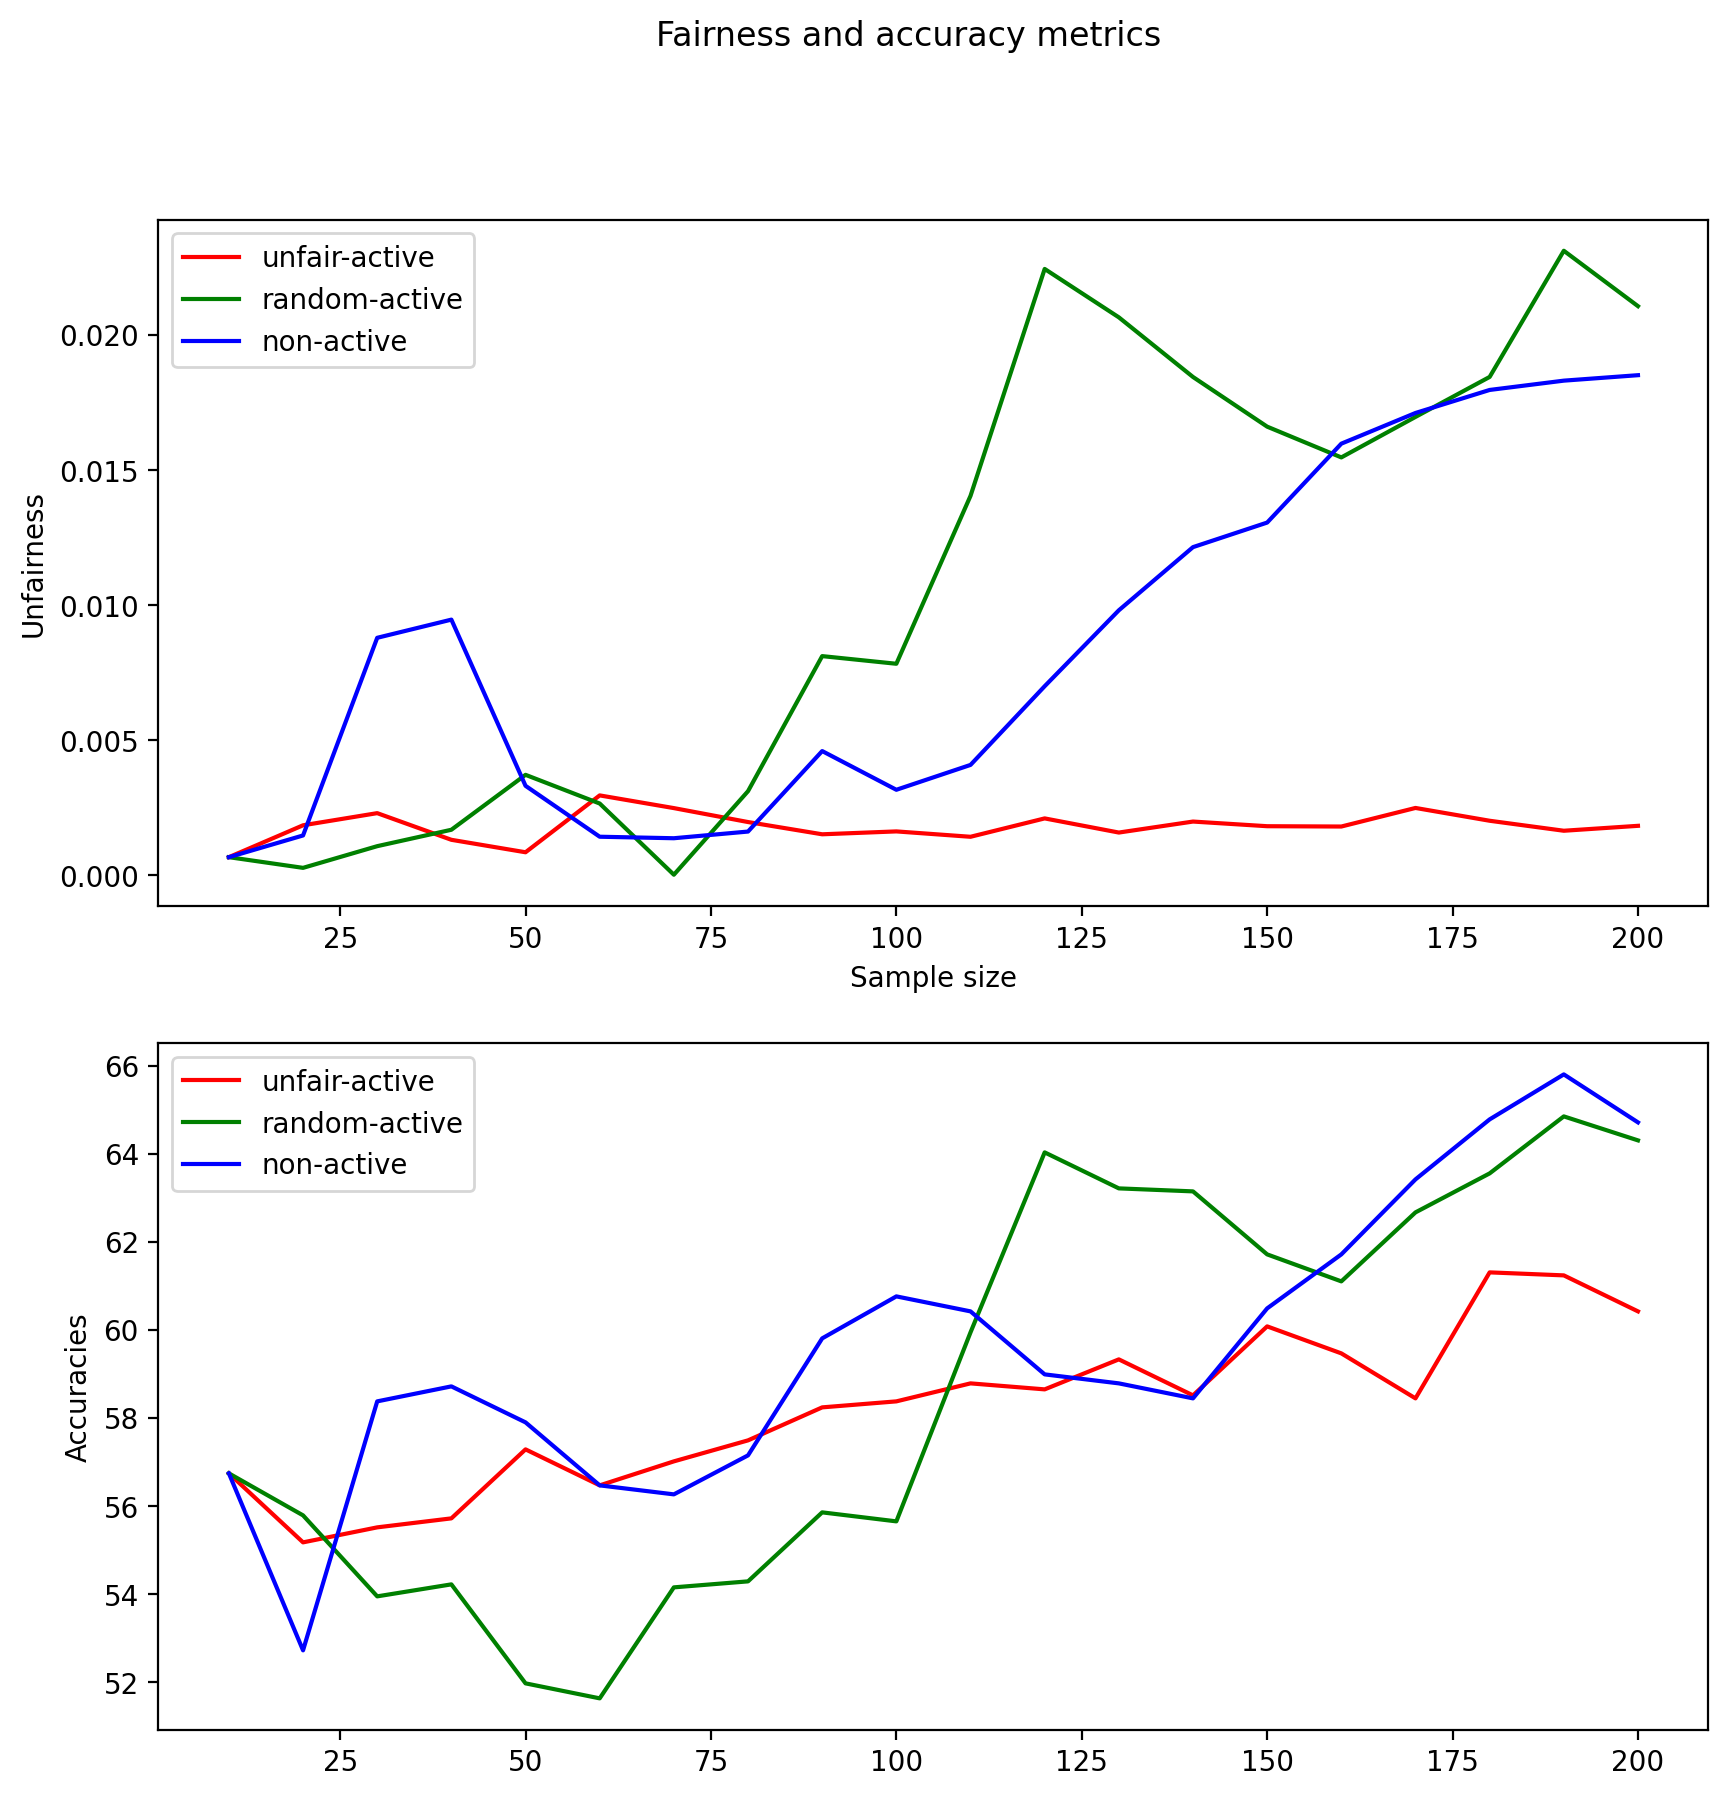 Fairness and accuracy metrics
unfair-active
random-active
non-active
Unfairness
0.020
0.015
0.010
0.005
0.000
25 50 75 100 125 150 175 200
Sample size
unfair-active
random-active
non-active
Accuracies
66
64
62
60
58
56
54
52
25 50 75 100 125 150 175 200